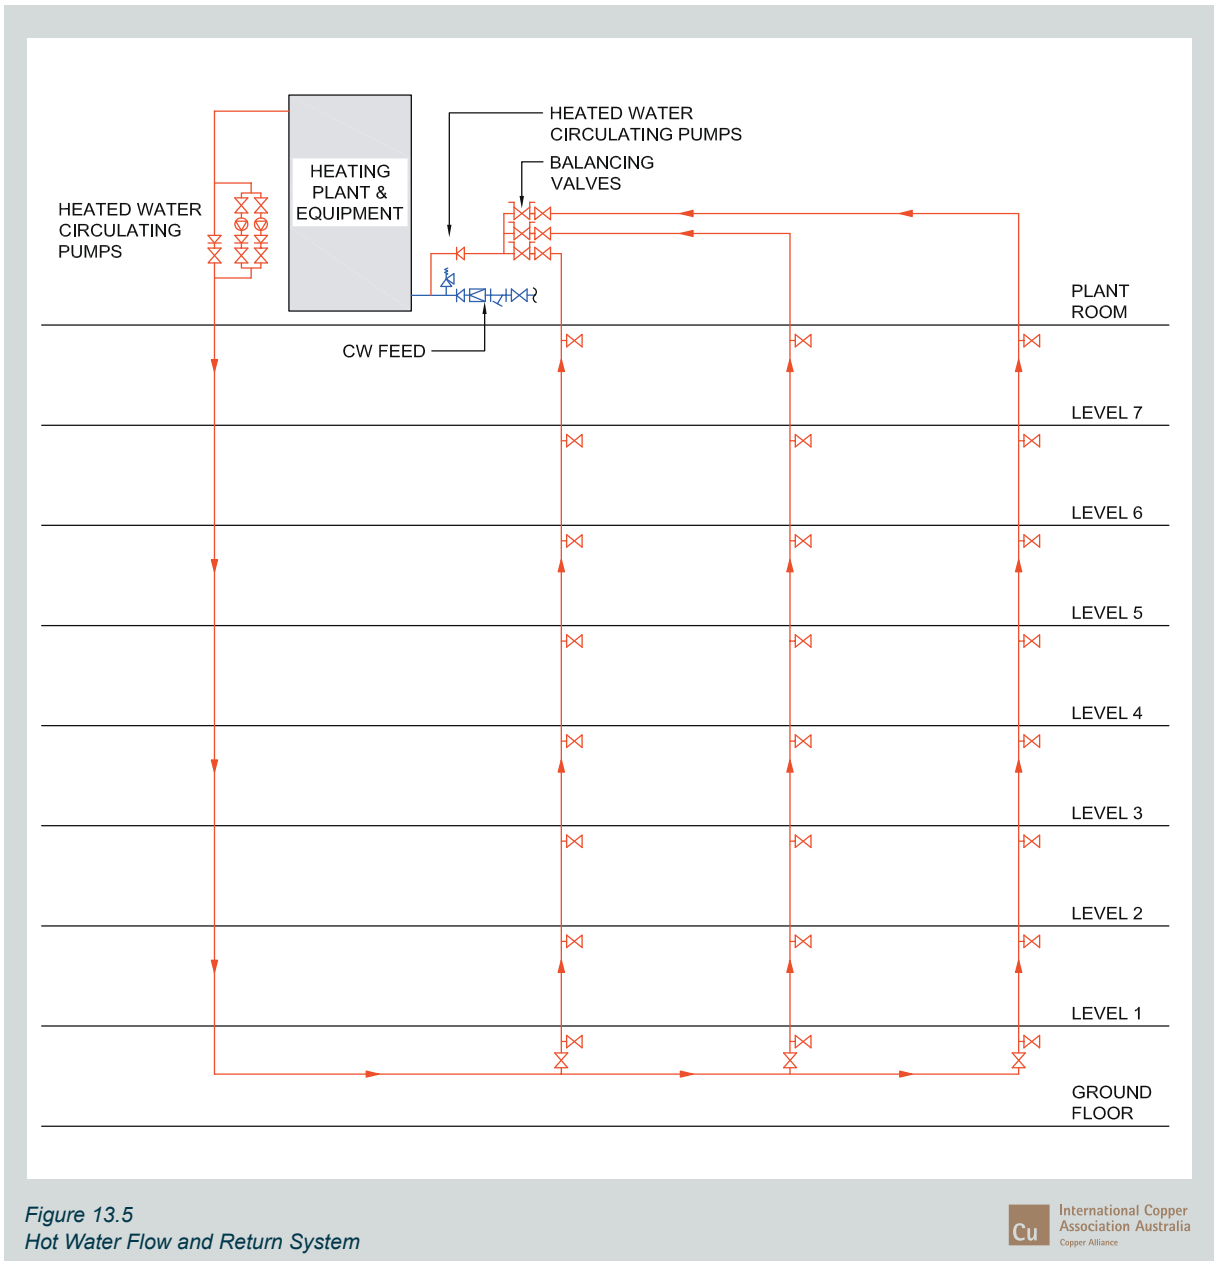 HEATED WATER
CIRCULATING PUMPS
BALANCING
VALVES
HEATING
PLANT &
EQUIPMENT
HEATED WATER
CIRCULATING
PUMPS
CW FEED
PLANT
ROOM
LEVEL 7
LEVEL 6
LEVEL 5
LEVEL 4
LEVEL 3
LEVEL 2
LEVEL 1
GROUND
FLOOR
Figure 13.5
Hot Water Flow and Return System
Cu
International Copper
Association Australia
Copper Alliance